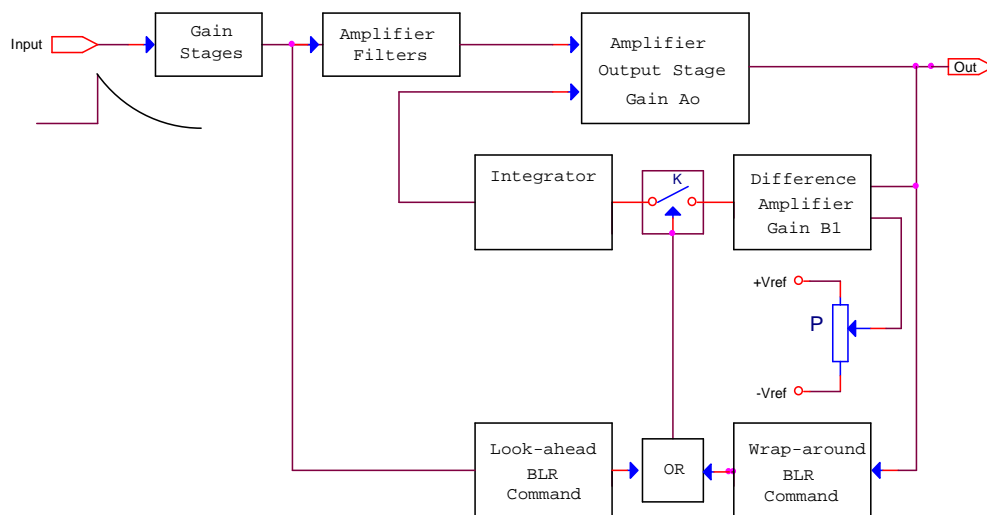 Input
Gain
Stages
Amplifier
Filters
Amplifier
Output Stage
Gain Ao
Out
Integrator
K
Difference
Amplifier
Gain B1
+Vref
P
-Vref
Look-ahead
BLR
Command
OR
Wrap-around
BLR
Command